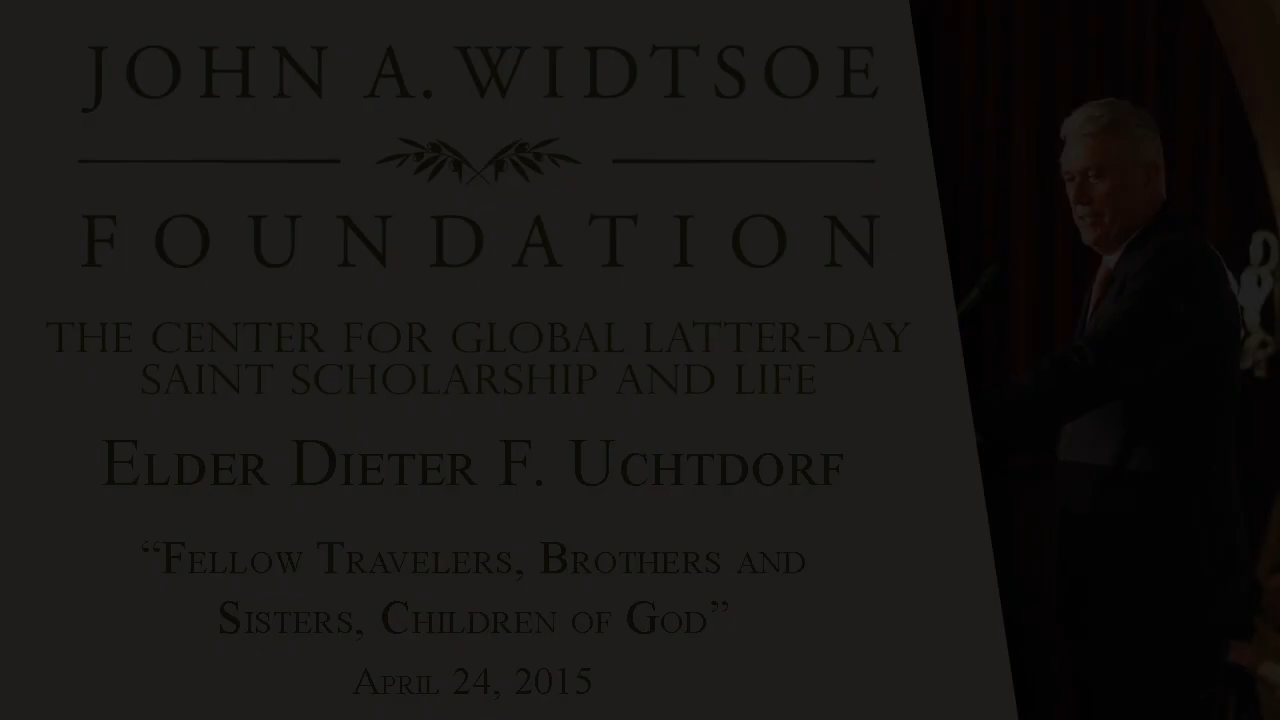 JOHN A. WIDTSOE
FOUNDATION
THE CENTER FOR GLOBAL LATTER-DAY
SAINT SCHOLARSHIP AND LIFE
ELDER DIETER F. UCHTDORF
“FELLOW TRAVELERS, BROTHERS AND
SISTERS, CHILDREN OF GOD”
APRIL 24, 2015